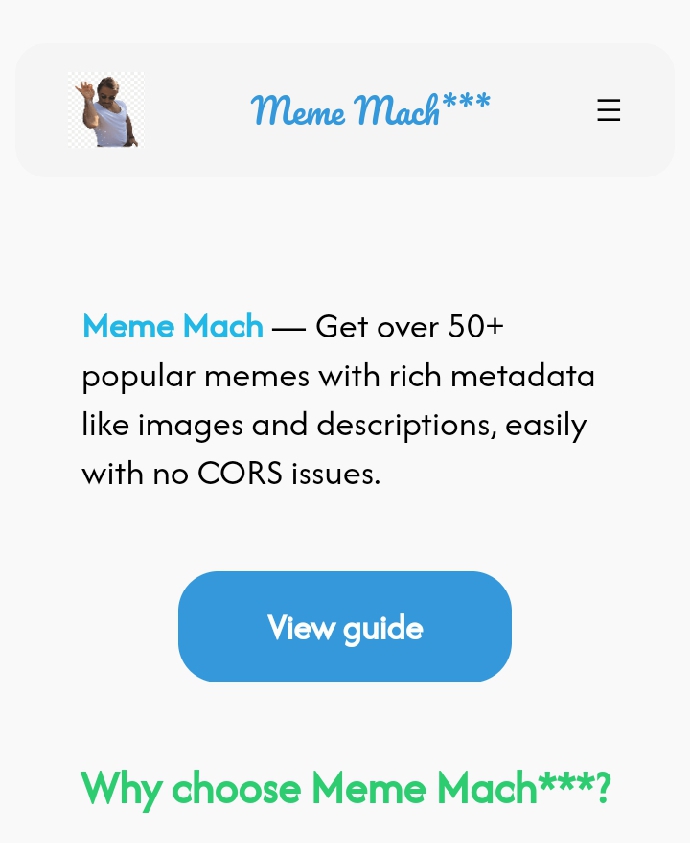 Meme Mach***
☰
Meme Mach — Get over 50+
popular memes with rich metadata
like images and descriptions, easily
with no CORS issues.
View guide
Why choose Meme Mach***?